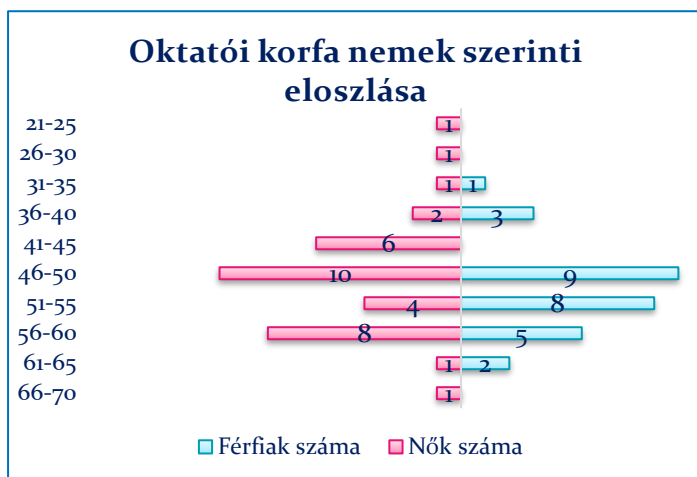 Oktatói korfa nemek szerinti
eloszlása
21-25 1
26-30 1
31-35 1 1
36-40 2 3
41-45 6
46-50 10 9
51-55 4 8
56-60 8 5
61-65 1 2
66-70 1
Férfiak száma Nők száma